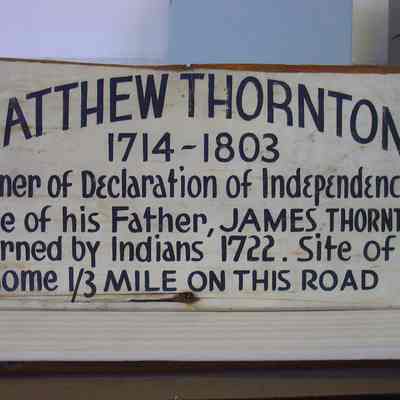 ATTHEW THORNTON
1714-1803
ner of Declaration of Independenc
e of his Father, JAMES THORNT
rned by Indians 1722. Site of
ome 1/3 MILE ON THIS ROAD